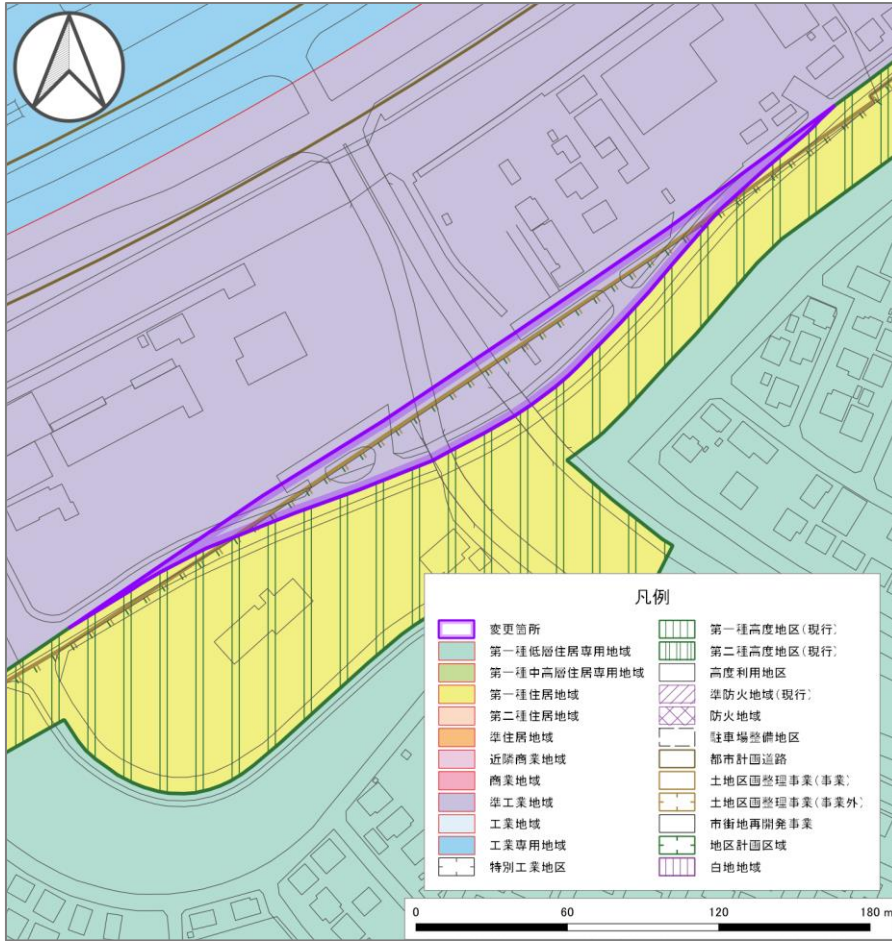 凡例
変更箇所
第一種低層住居専用地域
第一種中高層住居専用地域
第一種住居地域
第二種住居地域
準住居地域
近隣商業地域
商業地域
準工業地域
工業地域
工業専用地域
特別工業地区
第一種高度地区(現行)
第二種高度地区(現行)
高度利用地区
準防火地域(現行)
防火地域
駐車場整備地区
都市計画道路
土地区画整理事業(事業)
土地区画整理事業(事業外)
市街地再開発事業
地区計画区域
白地地域
0 60 120 180 m